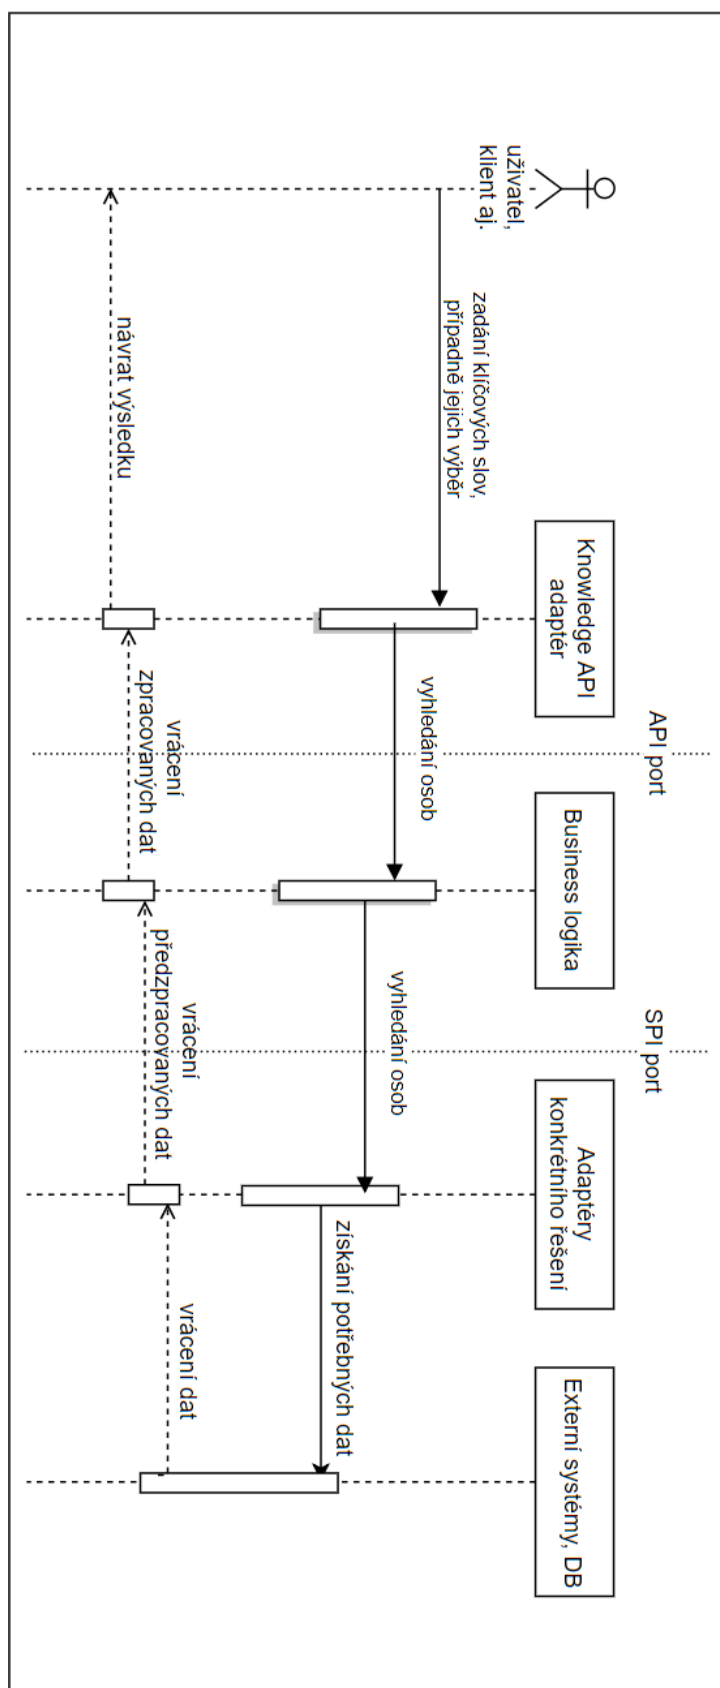 uživatel,
klient aj.
Knowledge API
adaptér
API port
Business logika
SPI port
Adaptéry
konkrétního řešení
Externí systémy, DB
zadání klíčových slov,
případně jejich výběr
vyhledání osob
vyhledání osob
získání potřebných dat
vrácení dat
vrácení
předzpracovaných dat
vrácení
zpracovaných dat
návrat výsledku